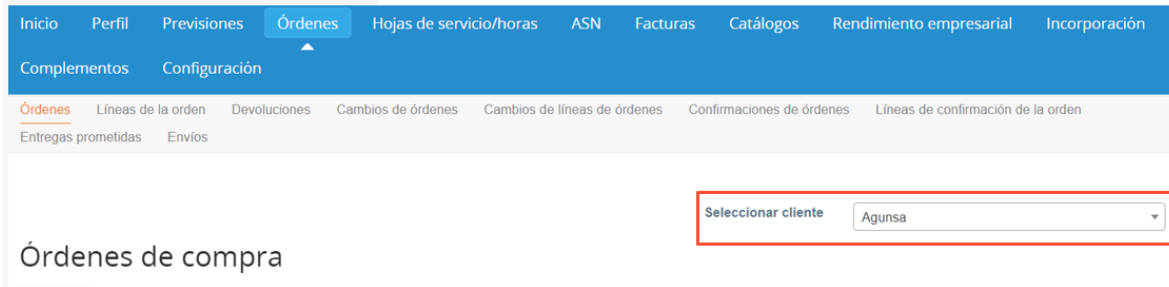 Inicio Perfil Previsiones Órdenes Hojas de servicio/horas ASN Facturas Catálogos Rendimiento empresarial Incorporación
Complementos Configuración
Órdenes Líneas de la orden Devoluciones Cambios de órdenes Cambios de líneas de órdenes Confirmaciones de órdenes Líneas de confirmación de la orden
Entregas prometidas Envíos
Seleccionar cliente Agunsa
Órdenes de compra